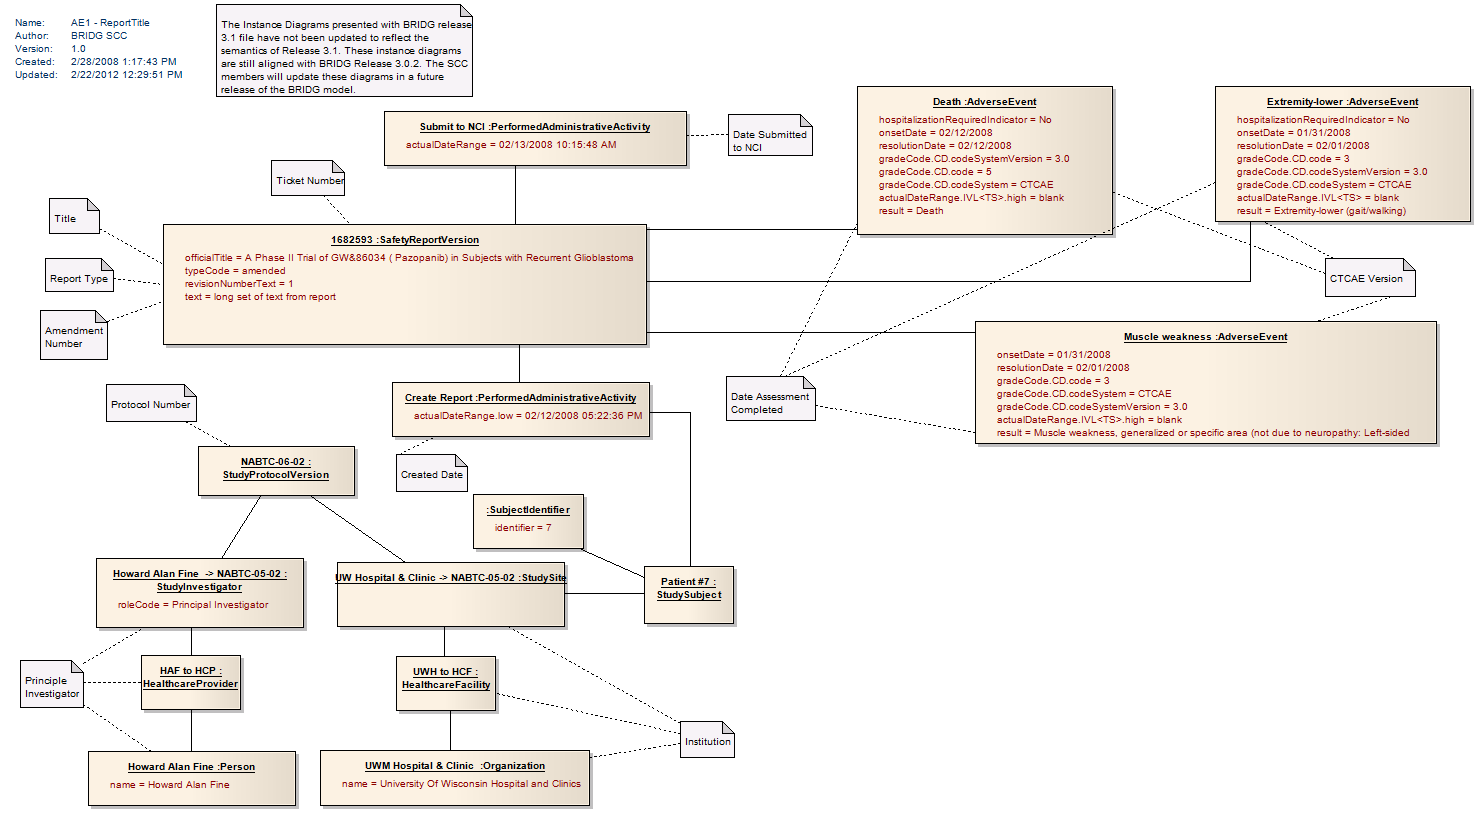 Name: AE1 - ReportTitle
Author: BRIDG SCC
Version: 1.0
Created: 2/28/2008 1:17:43 PM
Updated: 2/22/2012 12:29:51 PM
The Instance Diagrams presented with BRIDG release
3.1 file have not been updated to reflect the
semantics of Release 3.1. These instance diagrams
are still aligned with BRIDG Release 3.0.2. The SCC
members will update these diagrams in a future
release of the BRIDG model.
Submit to NCI :PerformedAdministrativeActivity
actualDateRange = 02/13/2008 10:15:48 AM
Date Submitted
to NCI
Death :AdverseEvent
hospitalizationRequiredIndicator = No
onsetDate = 02/12/2008
resolutionDate = 02/12/2008
gradeCode.CD.codeSystemVersion = 3.0
gradeCode.CD.code = 5
gradeCode.CD.codeSystem = CTCAE
actualDateRange.IVL<TS>.high = blank
result = Death
Extremity-lower :AdverseEvent
hospitalizationRequiredIndicator = No
onsetDate = 01/31/2008
resolutionDate = 02/01/2008
gradeCode.CD.code = 3
gradeCode.CD.codeSystemVersion = 3.0
gradeCode.CD.codeSystem = CTCAE
actualDateRange.IVL<TS> = blank
result = Extremity-lower (gait/walking)
Ticket Number
Title
Report Type
Amendment
Number
1682593 :SafetyReportVersion
officialTitle = A Phase II Trial of GW&86034 ( Pazopanib) in Subjects with Recurrent Glioblastoma
typeCode = amended
revisionNumberText = 1
text = long set of text from report
CTCAE Version
Muscle weakness :AdverseEvent
onsetDate = 01/31/2008
resolutionDate = 02/01/2008
gradeCode.CD.code = 3
gradeCode.CD.codeSystem = CTCAE
gradeCode.CD.codeSystemVersion = 3.0
actualDateRange.IVL<TS>.high = blank
result = Muscle weakness, generalized or specific area (not due to neuropathy: Left-sided
Date Assessment
Completed
Protocol Number
Create Report :PerformedAdministrativeActivity
actualDateRange.low = 02/12/2008 05:22:36 PM
Created Date
NABTC-06-02 :
StudyProtocolVersion
:SubjectIdentifier
identifier = 7
Howard Alan Fine -> NABTC-05-02 :
StudyInvestigator
roleCode = Principal Investigator
UW Hospital & Clinic -> NABTC-05-02 :StudySite
Patient #7 :
StudySubject
Principle
Investigator
HAF to HCP :
HealthcareProvider
UWH to HCF :
HealthcareFacility
Institution
Howard Alan Fine :Person
name = Howard Alan Fine
UWM Hospital & Clinic :Organization
name = University Of Wisconsin Hospital and Clinics